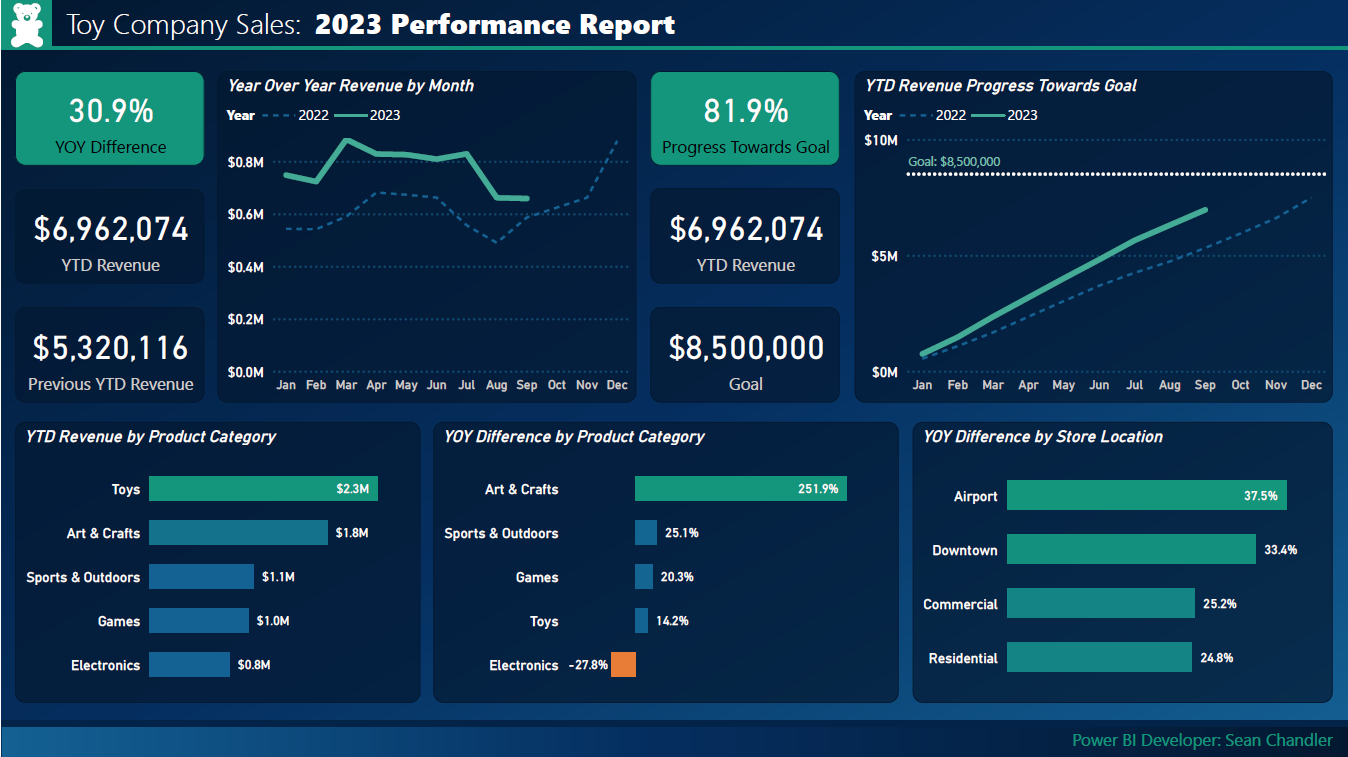 Toy Company Sales: 2023 Performance Report
30.9%
YOY Difference
$6,962,074
YTD Revenue
$5,320,116
Previous YTD Revenue
Year Over Year Revenue by Month
Year 2022 2023
$0.8M
$0.6M
$0.4M
$0.2M
$0.0M
Jan Feb Mar Apr May Jun Jul Aug Sep Oct Nov Dec
81.9%
Progress Towards Goal
$6,962,074
YTD Revenue
$8,500,000
Goal
YTD Revenue Progress Towards Goal
Year 2022 2023
$10M
Goal: $8,500,000
$5M
$0M
Jan Feb Mar Apr May Jun Jul Aug Sep Oct Nov Dec
YTD Revenue by Product Category
Toys $2.3M
Art & Crafts $1.8M
Sports & Outdoors $1.1M
Games $1.0M
Electronics $0.8M
YOY Difference by Product Category
Art & Crafts 251.9%
Sports & Outdoors 25.1%
Games 20.3%
Toys 14.2%
Electronics -27.8%
YOY Difference by Store Location
Airport 37.5%
Downtown 33.4%
Commercial 25.2%
Residential 24.8%
Power BI Developer: Sean Chandler